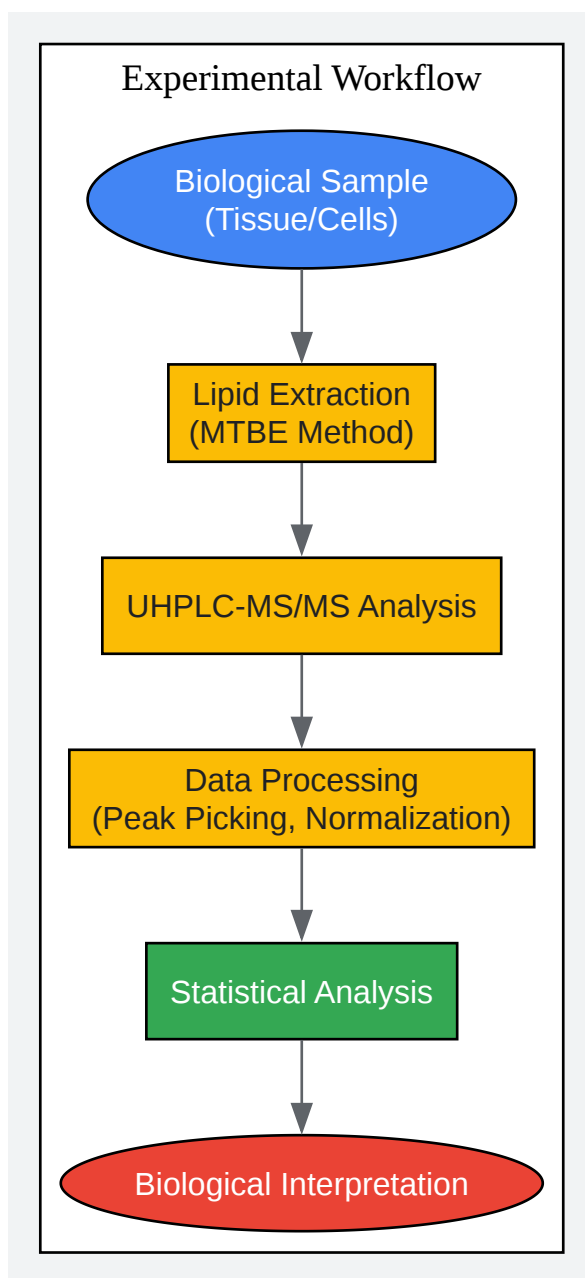 Experimental Workflow
Biological Sample
(Tissue/Cells)
Lipid Extraction
(MTBE Method)
UHPLC-MS/MS Analysis
Data Processing
(Peak Picking, Normalization)
Statistical Analysis
Biological Interpretation